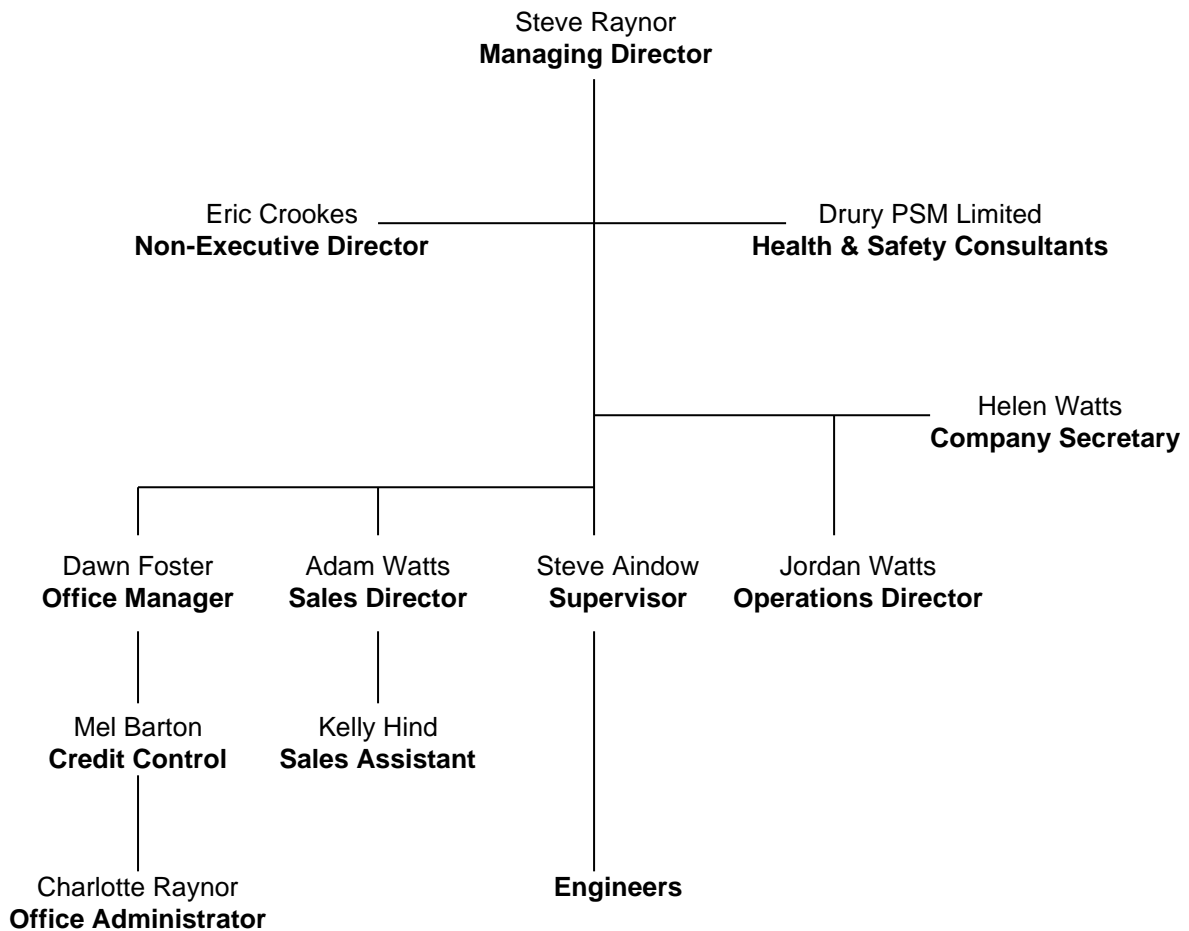 Steve Raynor
Managing Director
Eric Crookes
Non-Executive Director
Drury PSM Limited
Health & Safety Consultants
Helen Watts
Company Secretary
Dawn Foster
Office Manager
Adam Watts
Sales Director
Steve Aindow
Supervisor
Jordan Watts
Operations Director
Mel Barton
Credit Control
Kelly Hind
Sales Assistant
Charlotte Raynor
Office Administrator
Engineers